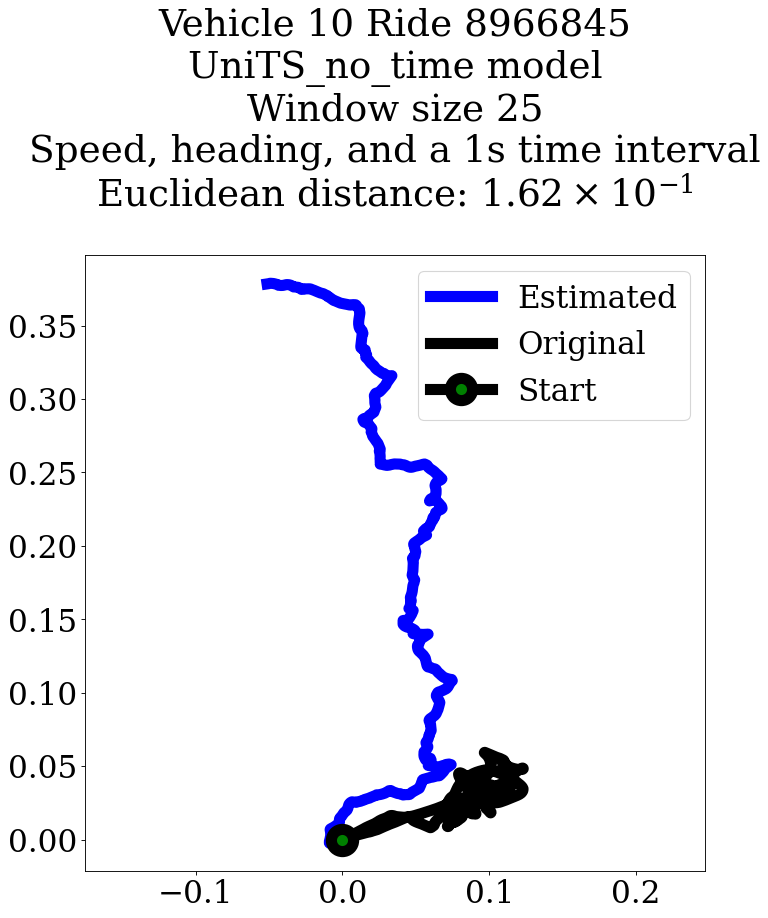 Vehicle 10 Ride 8966845
UniTS_no_time model
Window size 25
Speed, heading, and a 1s time interval
Euclidean distance: 1.62 × 10⁻¹
Estimated
Original
Start
0.35
0.30
0.25
0.20
0.15
0.10
0.05
0.00
−0.1 0.0 0.1 0.2